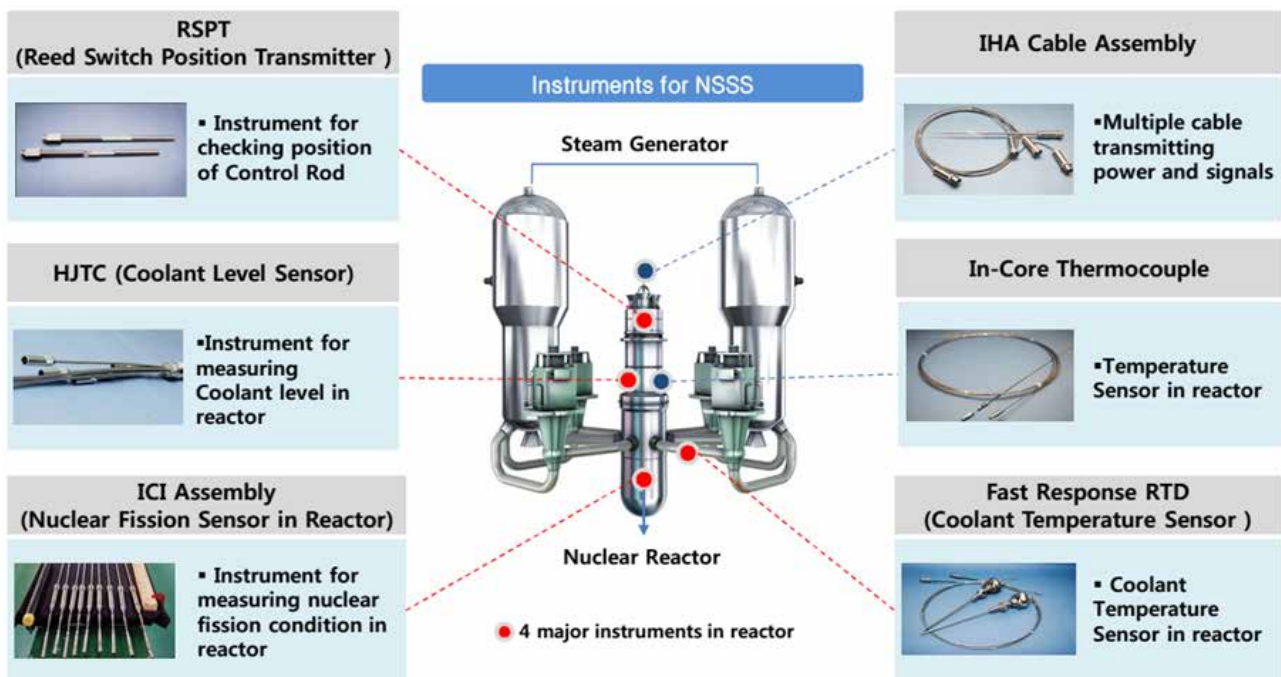 RSPT
(Reed Switch Position Transmitter )
▪ Instrument for
checking position
of Control Rod
HJTC (Coolant Level Sensor)
▪Instrument for
measuring
Coolant level in
reactor
ICI Assembly
(Nuclear Fission Sensor in Reactor)
▪ Instrument for
measuring nuclear
fission condition in
reactor
Instruments for NSSS
Steam Generator
Nuclear Reactor
4 major instruments in reactor
IHA Cable Assembly
▪Multiple cable
transmitting
power and signals
In-Core Thermocouple
▪Temperature
Sensor in reactor
Fast Response RTD
(Coolant Temperature Sensor )
▪ Coolant
Temperature
Sensor in reactor